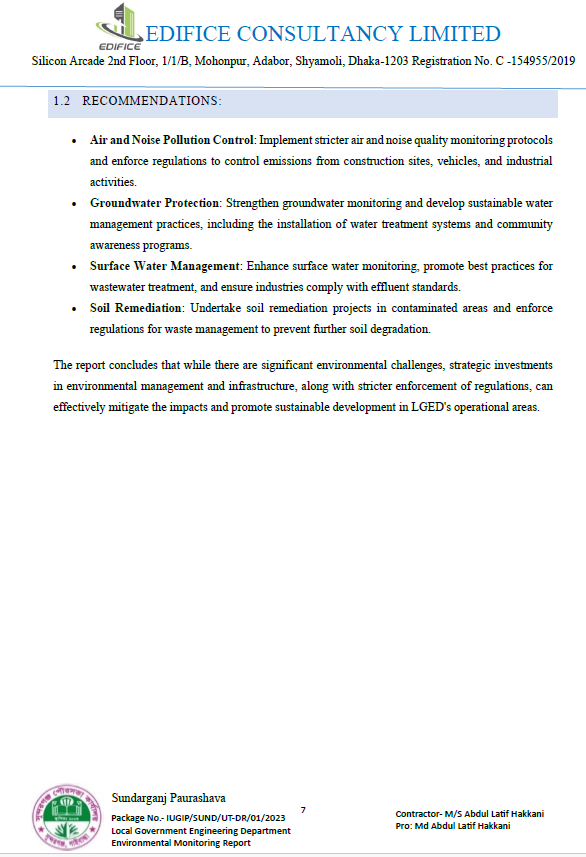 EDIFICE
EDIFICE CONSULTANCY LIMITED
Silicon Arcade 2nd Floor, 1/1/B, Mohonpur, Adabor, Shyamoli, Dhaka-1203 Registration No. C -154955/2019
1.2 RECOMMENDATIONS:
• Air and Noise Pollution Control: Implement stricter air and noise quality monitoring protocols
and enforce regulations to control emissions from construction sites, vehicles, and industrial
activities.
• Groundwater Protection: Strengthen groundwater monitoring and develop sustainable water
management practices, including the installation of water treatment systems and community
awareness programs.
• Surface Water Management: Enhance surface water monitoring, promote best practices for
wastewater treatment, and ensure industries comply with effluent standards.
• Soil Remediation: Undertake soil remediation projects in contaminated areas and enforce
regulations for waste management to prevent further soil degradation.
The report concludes that while there are significant environmental challenges, strategic investments
in environmental management and infrastructure, along with stricter enforcement of regulations, can
effectively mitigate the impacts and promote sustainable development in LGED's operational areas.
Sundarganj Paurashava
7
Package No.- IUGIP/SUND/UT-DR/01/2023
Local Government Engineering Department
Environmental Monitoring Report
Contractor- M/S Abdul Latif Hakkani
Pro: Md Abdul Latif Hakkani